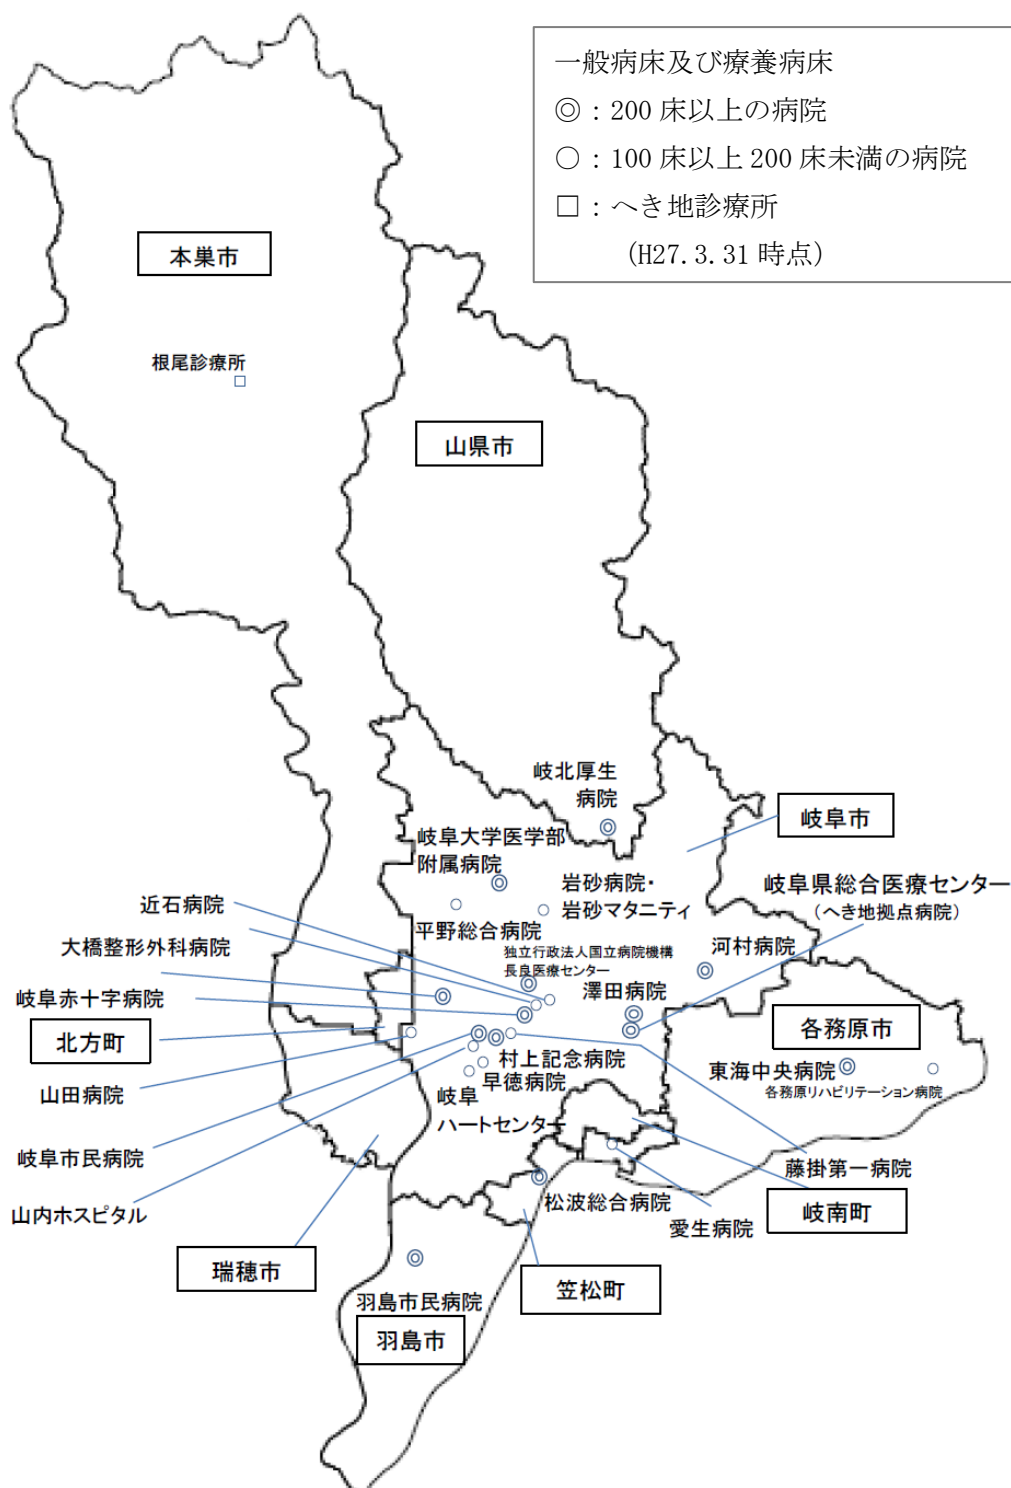 一般病床及び療養病床
◎：200 床以上の病院
○：100 床以上 200 床未満の病院
□：へき地診療所
（H27.3.31 時点）
本巣市
根尾診療所
山県市
岐北厚生
病院
岐阜市
岐阜大学医学部
附属病院
岩砂病院・
岩砂マタニティ
岐阜県総合医療センター
（へき地拠点病院）
近石病院
平野総合病院
大橋整形外科病院
独立行政法人国立病院機構
長良医療センター
河村病院
岐阜赤十字病院
澤田病院
北方町
各務原市
村上記念病院
東海中央病院
各務原リハビリテーション病院
山田病院
早徳病院
岐阜
ハートセンター
岐阜市民病院
藤掛第一病院
山内ホスピタル
松波総合病院
愛生病院
岐南町
瑞穂市
笠松町
羽島市民病院
羽島市